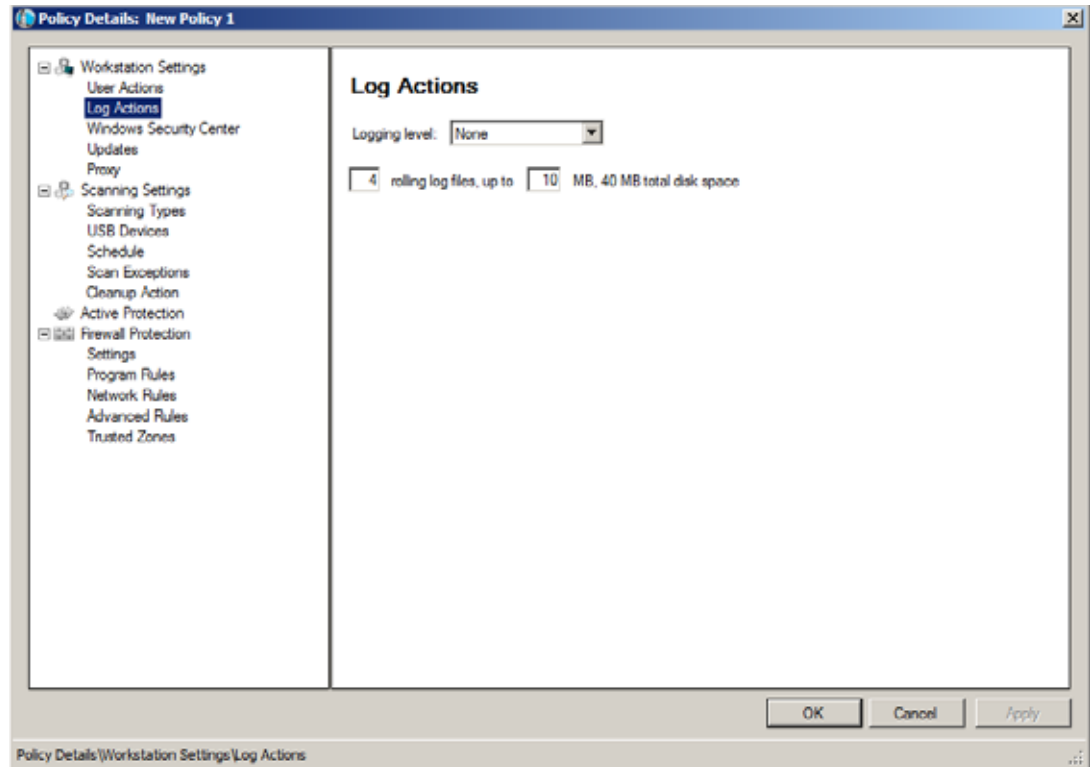 Policy Details: New Policy 1
Workstation Settings
User Actions
Log Actions
Windows Security Center
Updates
Proxy
Scanning Settings
Scanning Types
USB Devices
Schedule
Scan Exceptions
Cleanup Action
Active Protection
Firewall Protection
Settings
Program Rules
Network Rules
Advanced Rules
Trusted Zones
Log Actions
Logging level: None
4 rolling log files, up to 10 MB, 40 MB total disk space
OK Cancel Apply
Policy Details\Workstation Settings\Log Actions